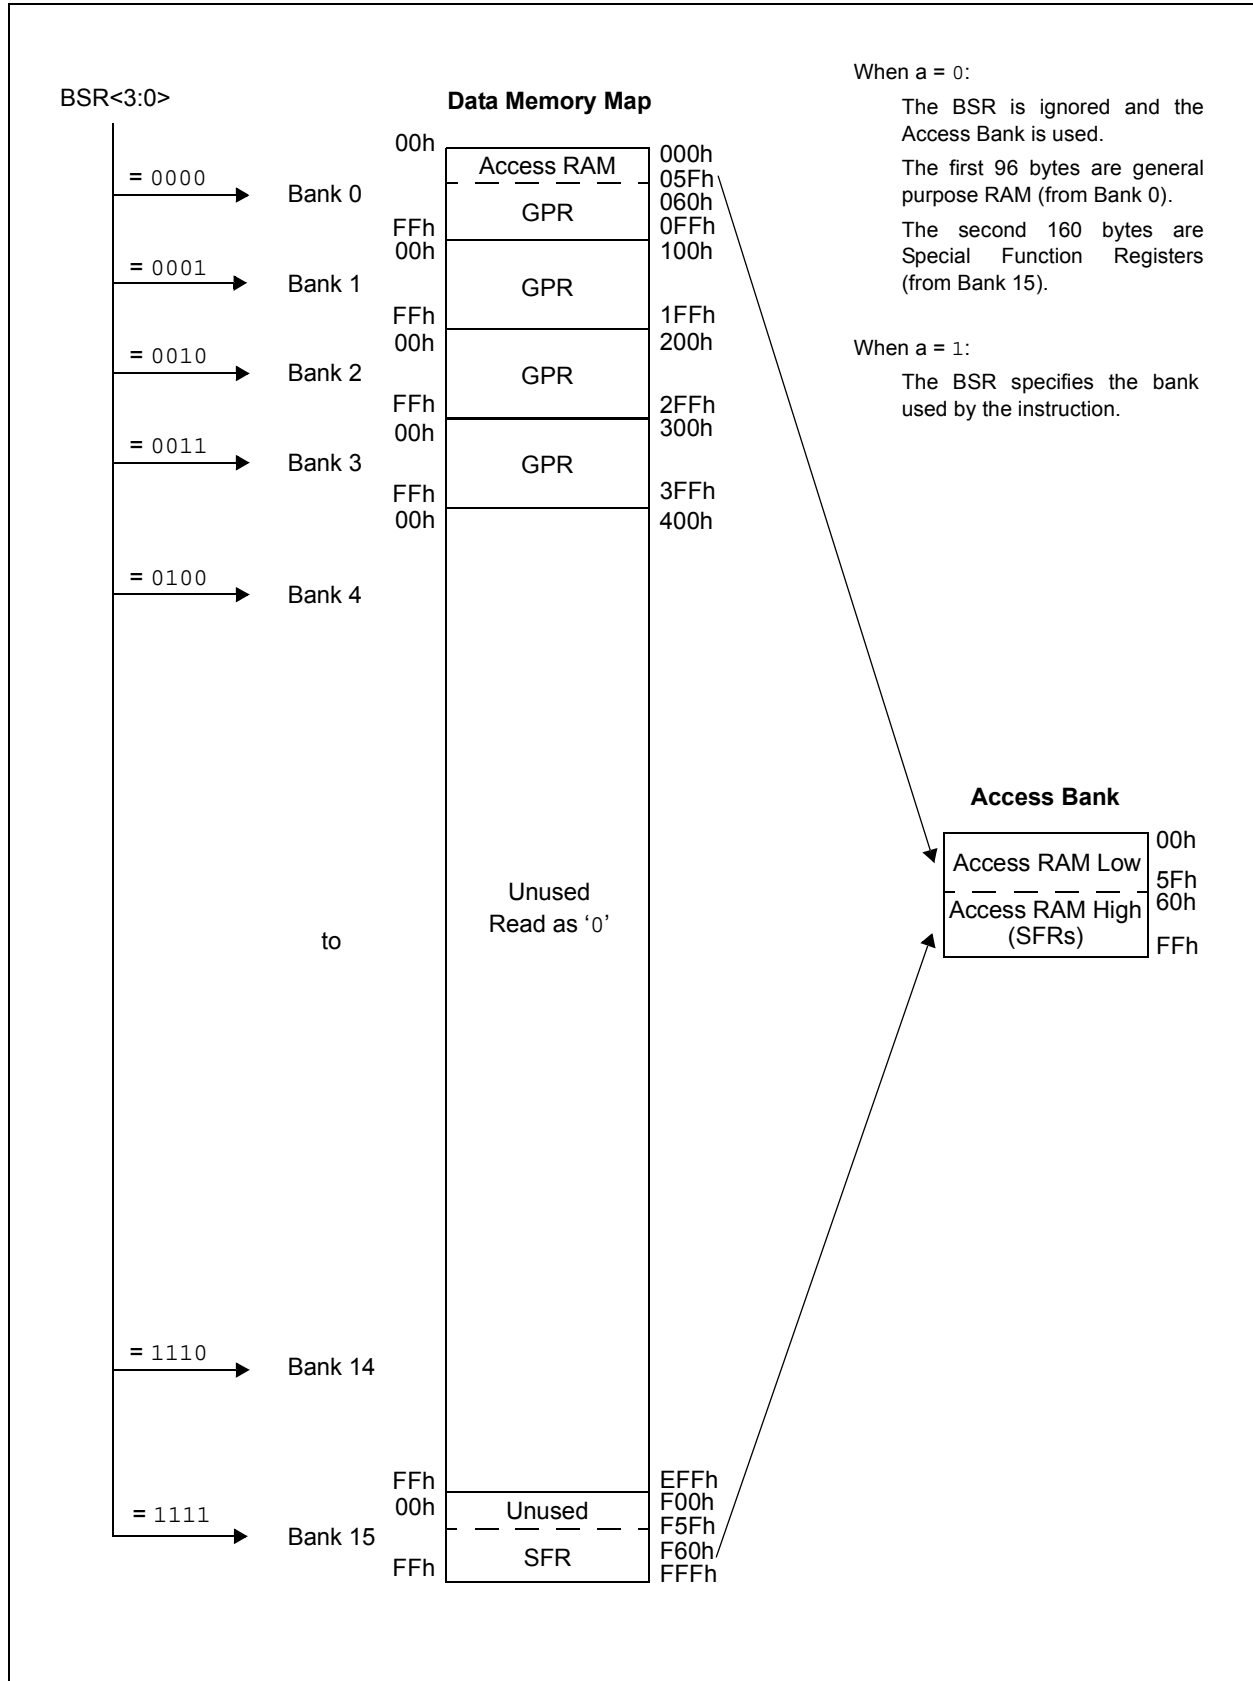 BSR<3:0>
Data Memory Map
When a = 0:
The BSR is ignored and the
Access Bank is used.
The first 96 bytes are general
purpose RAM (from Bank 0).
The second 160 bytes are
Special Function Registers
(from Bank 15).
When a = 1:
The BSR specifies the bank
used by the instruction.
= 0000
Bank 0
00h
Access RAM
000h
05Fh
060h
GPR
FFh
0FFh
= 0001
Bank 1
00h
100h
GPR
FFh
1FFh
= 0010
Bank 2
00h
200h
GPR
FFh
2FFh
= 0011
Bank 3
00h
300h
GPR
FFh
3FFh
00h
400h
= 0100
Bank 4
to
Unused
Read as ‘0’
Access Bank
00h
Access RAM Low
5Fh
60h
Access RAM High
(SFRs)
FFh
= 1110
Bank 14
FFh
EFFh
= 1111
Bank 15
00h
F00h
Unused
F5Fh
F60h
SFR
FFh
FFFh